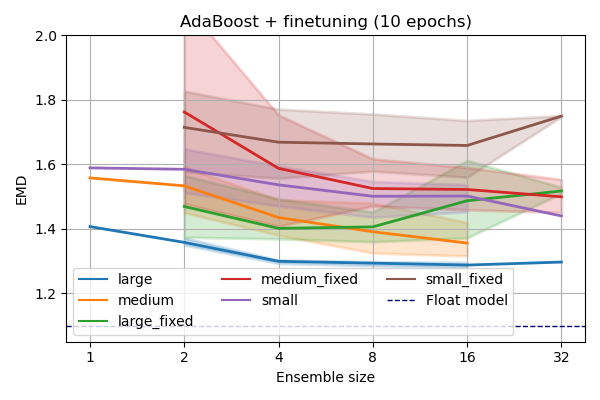 AdaBoost + finetuning (10 epochs)
2.0
1.8
1.6
1.4
1.2
EMD
large
medium
large_fixed
medium_fixed
small
small_fixed
Float model
1 2 4 8 16 32
Ensemble size